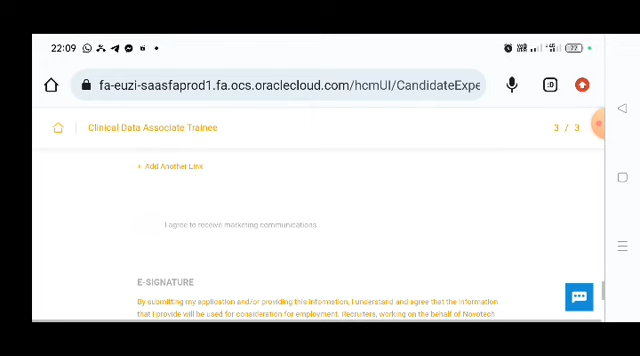 22:09
22
fa-euzi-saasfaprod1.fa.ocs.oraclecloud.com/hcmUI/CandidateExpe
:D
Clinical Data Associate Trainee
3 / 3
+ Add Another Link
I agree to receive marketing communications
E-SIGNATURE
By submitting my application and/or providing this information, I understand and agree that the information
that I provide will be used for consideration for employment. Recruiters, working on the behalf of Novotech